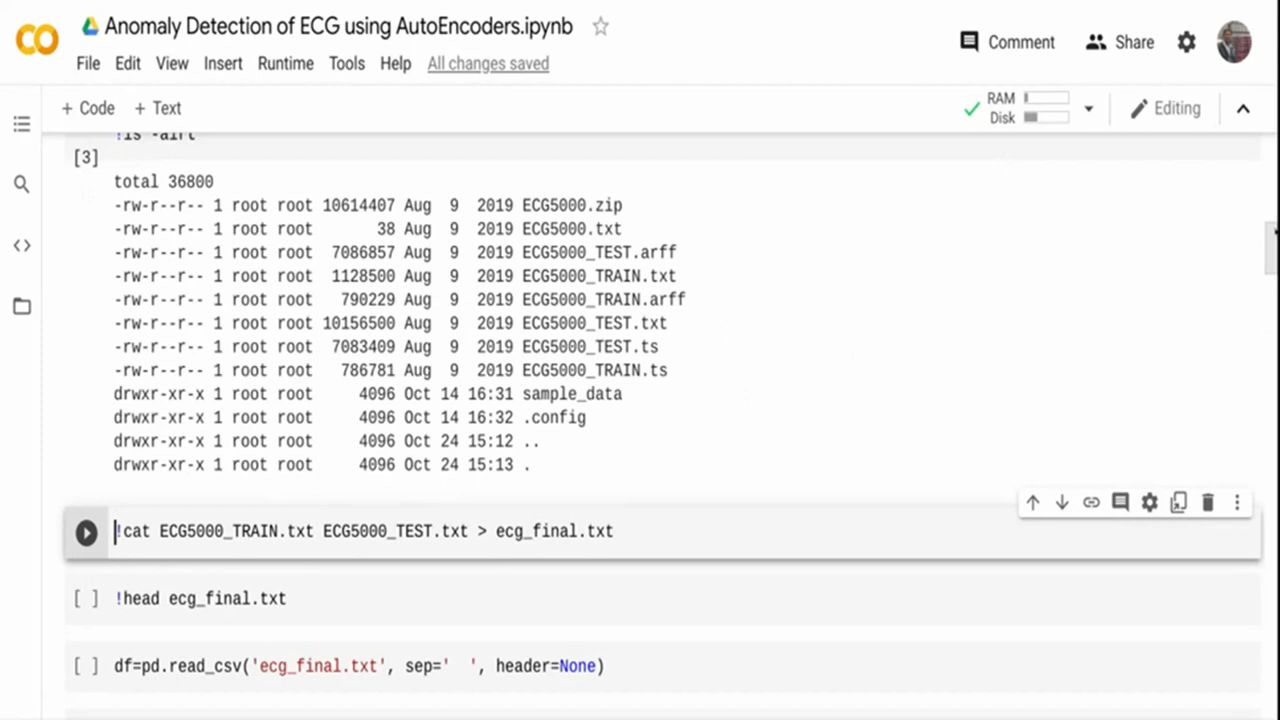 Anomaly Detection of ECG using AutoEncoders.ipynb
Comment
Share
File Edit View Insert Runtime Tools Help All changes saved
+ Code + Text
RAM
Disk
Editing
!ls -alrt
[3]
total 36800
-rw-r--r-- 1 root root 10614407 Aug 9 2019 ECG5000.zip
-rw-r--r-- 1 root root 38 Aug 9 2019 ECG5000.txt
-rw-r--r-- 1 root root 7086857 Aug 9 2019 ECG5000_TEST.arff
-rw-r--r-- 1 root root 1128500 Aug 9 2019 ECG5000_TRAIN.txt
-rw-r--r-- 1 root root 790229 Aug 9 2019 ECG5000_TRAIN.arff
-rw-r--r-- 1 root root 10156500 Aug 9 2019 ECG5000_TEST.txt
-rw-r--r-- 1 root root 7083409 Aug 9 2019 ECG5000_TEST.ts
-rw-r--r-- 1 root root 786781 Aug 9 2019 ECG5000_TRAIN.ts
drwxr-xr-x 1 root root 4096 Oct 14 16:31 sample_data
drwxr-xr-x 1 root root 4096 Oct 14 16:32 .config
drwxr-xr-x 1 root root 4096 Oct 24 15:12 ..
drwxr-xr-x 1 root root 4096 Oct 24 15:13 .
!cat ECG5000_TRAIN.txt ECG5000_TEST.txt > ecg_final.txt
[ ] !head ecg_final.txt
[ ] df=pd.read_csv('ecg_final.txt', sep='  ', header=None)